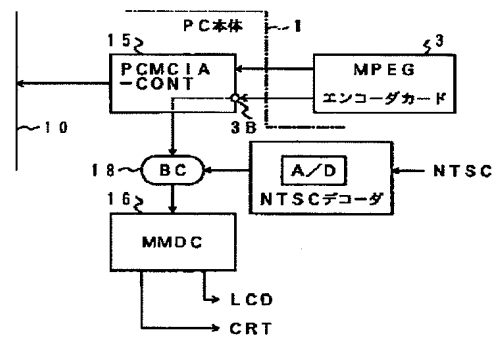 PC本体
1
15
3
PCMCIA
-CONT
MPEG
エンコーダカード
3B
10
18
BC
A/D
NTSCデコーダ
NTSC
16
MMDC
LCD
CRT